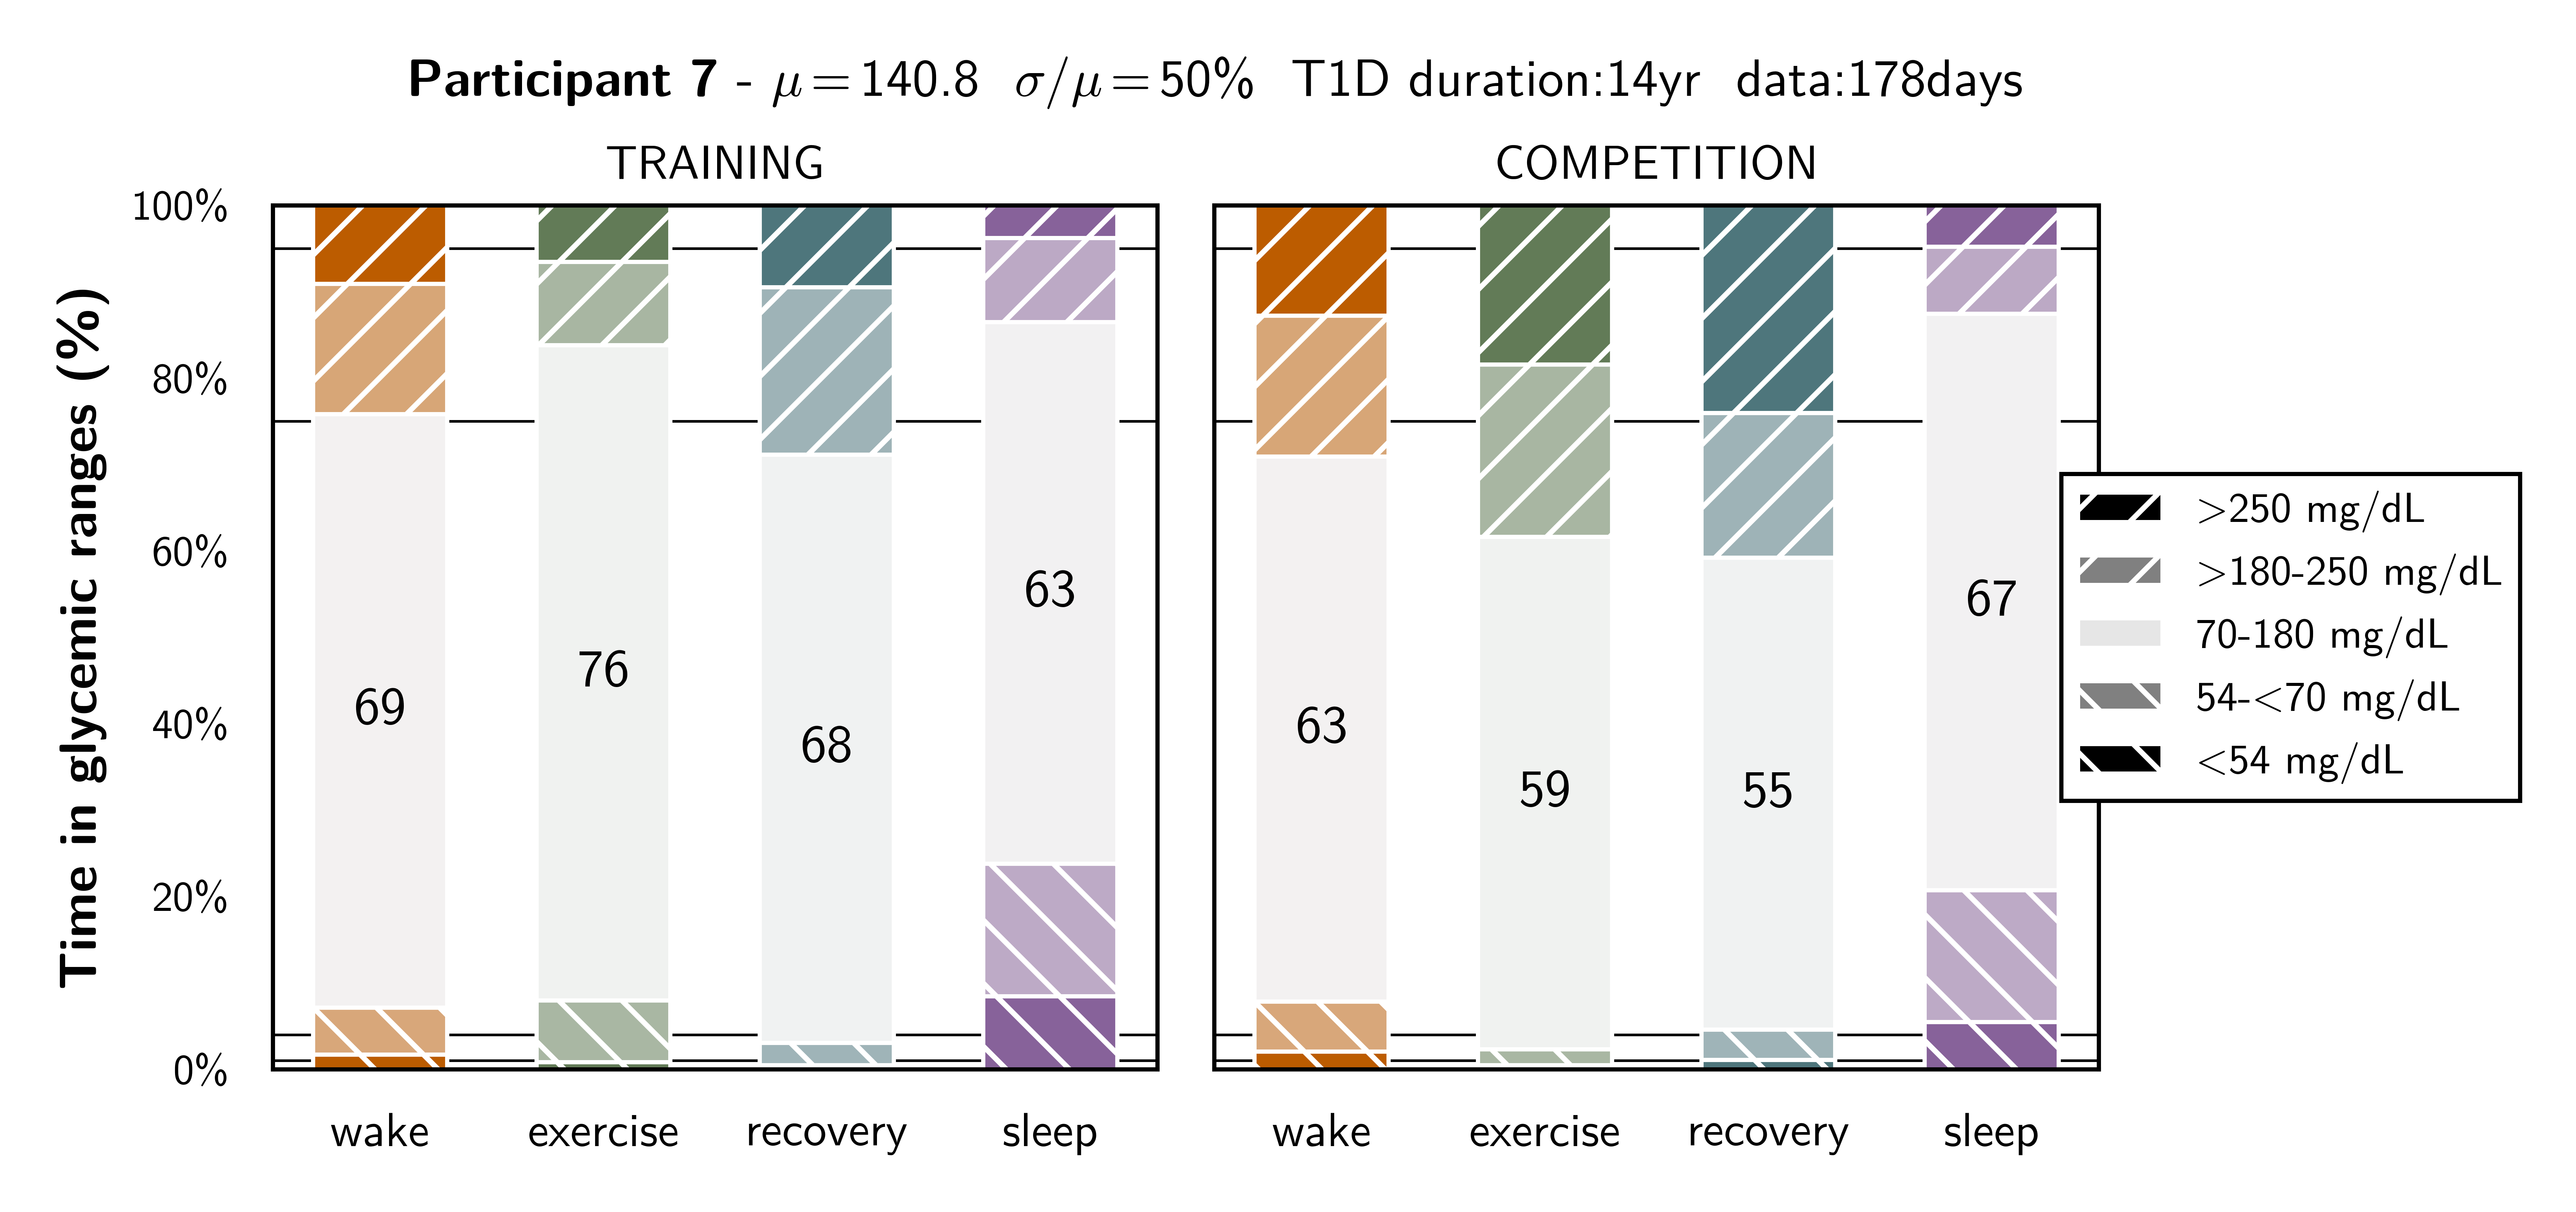 Participant 7 - μ=140.8 σ/μ=50% T1D duration:14yr data:178days
TRAINING
COMPETITION
Time in glycemic ranges (%)
100%
80%
60%
40%
20%
0%
69
76
68
63
63
59
55
67
>250 mg/dL
>180-250 mg/dL
70-180 mg/dL
54-<70 mg/dL
<54 mg/dL
wake exercise recovery sleep
wake exercise recovery sleep